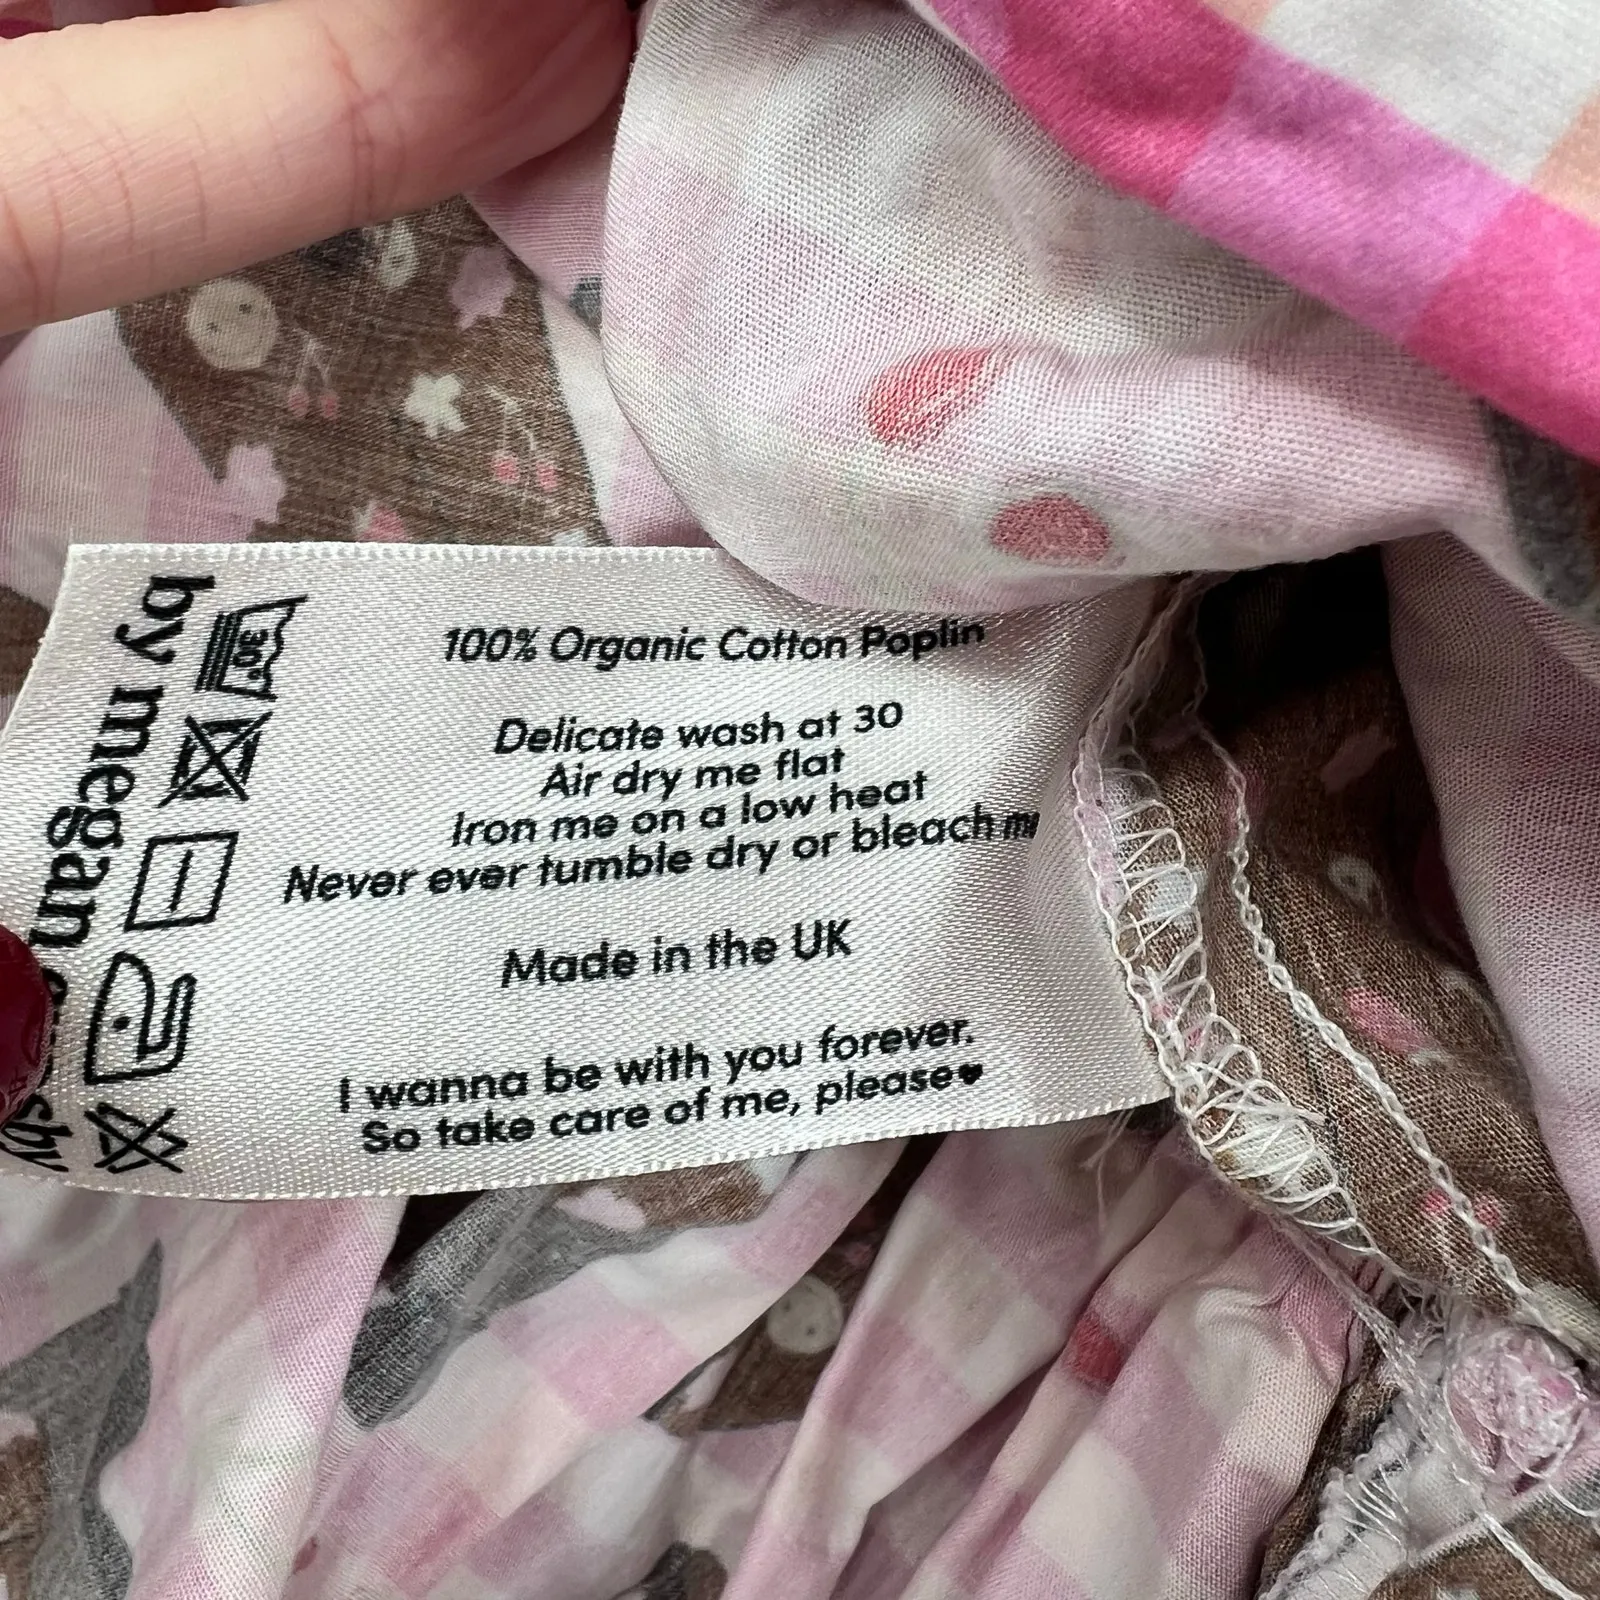 100% Organic Cotton Poplin
Delicate wash at 30
Air dry me flat
Iron me on a low heat
Never ever tumble dry or bleach
Made in the UK
I wanna be with you forever.
So take care of me, please♥
by megan
30°